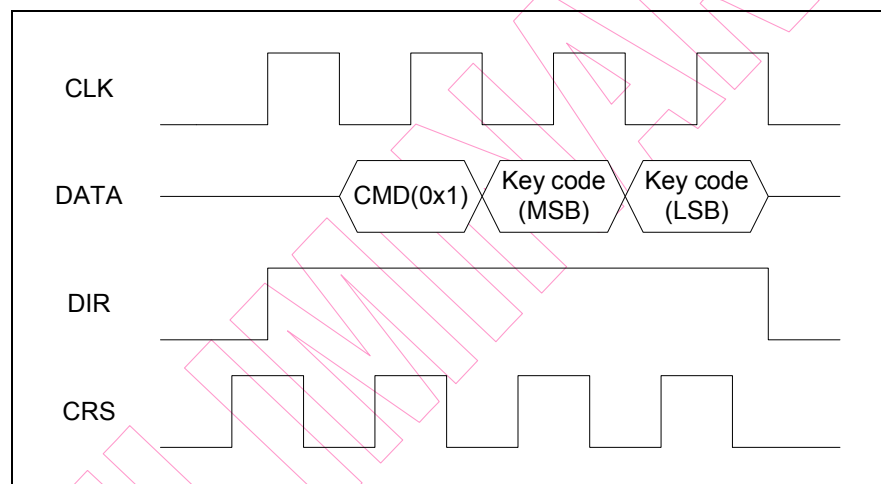 CLK
DATA
CMD(0x1)
Key code
(MSB)
Key code
(LSB)
DIR
CRS